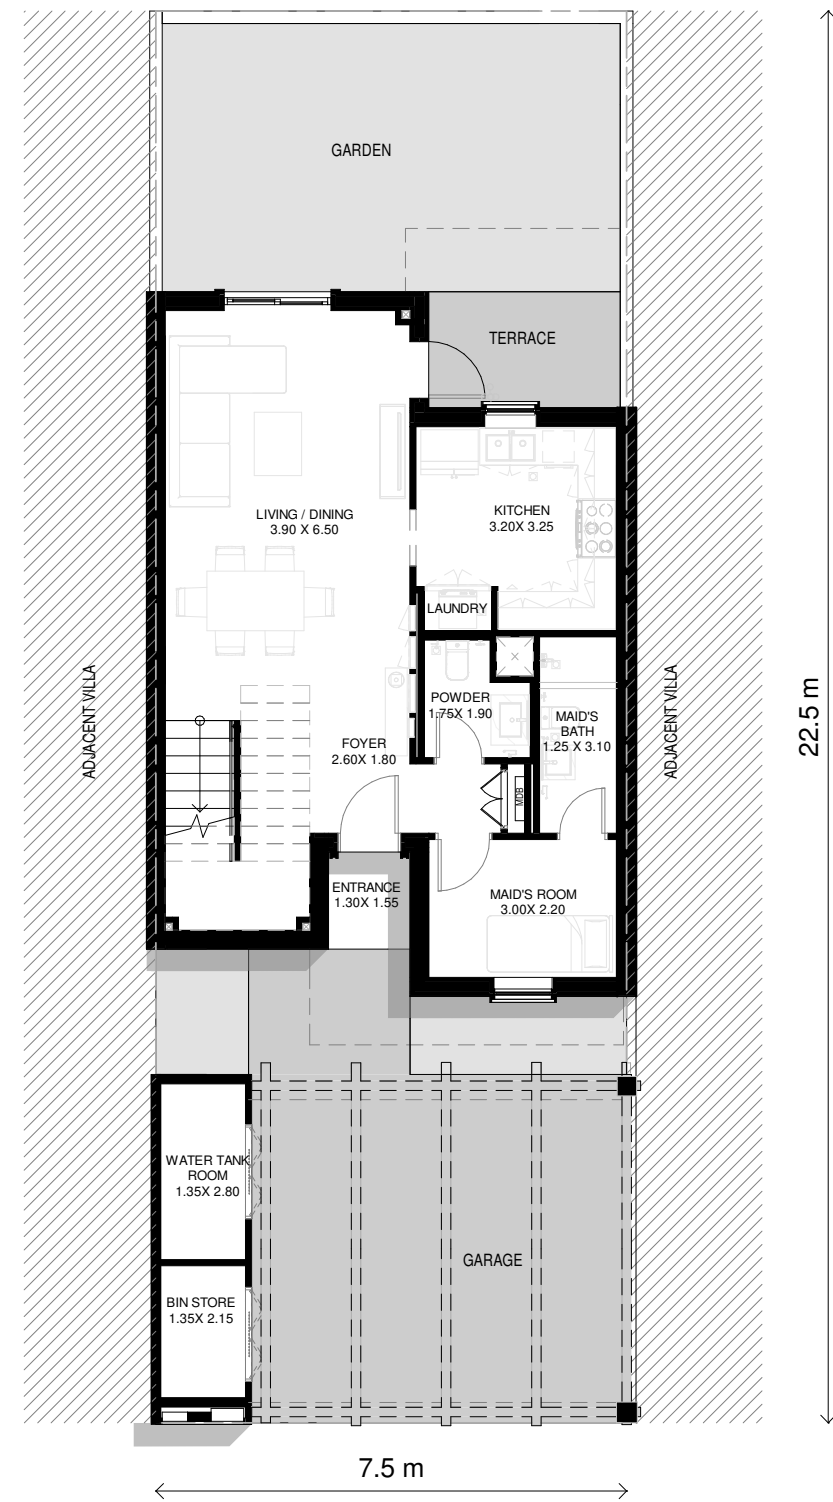 GARDEN
TERRACE
LIVING / DINING
3.90 X 6.50
KITCHEN
3.20X 3.25
LAUNDRY
ADJACENT VILLA
ADJACENT VILLA
22.5 m
POWDER
1.75X 1.90
MAID'S
BATH
1.25 X 3.10
FOYER
2.60X 1.80
MDB
ENTRANCE
1.30X 1.55
MAID'S ROOM
3.00X 2.20
WATER TANK
ROOM
1.35X 2.80
GARAGE
BIN STORE
1.35X 2.15
7.5 m